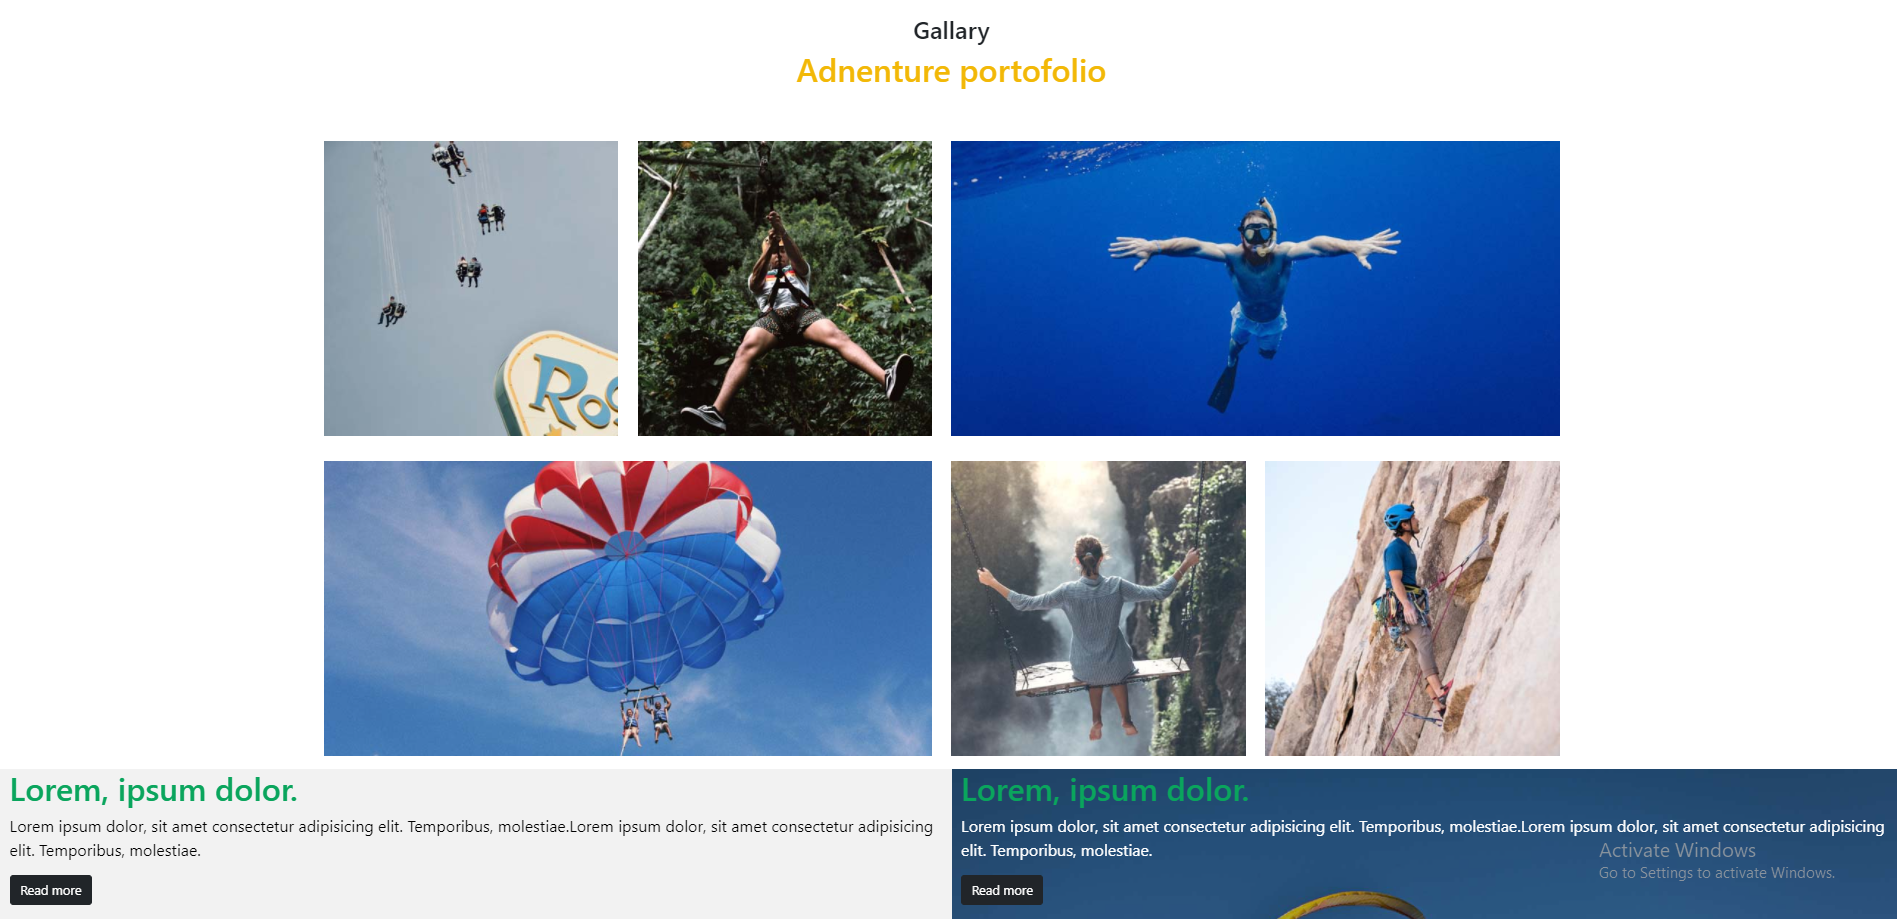 Gallary
Adnenture portofolio
Ro
Lorem, ipsum dolor.
Lorem ipsum dolor, sit amet consectetur adipisicing elit. Temporibus, molestiae.Lorem ipsum dolor, sit amet consectetur adipisicing
elit. Temporibus, molestiae.
Read more
Lorem, ipsum dolor.
Lorem ipsum dolor, sit amet consectetur adipisicing elit. Temporibus, molestiae.Lorem ipsum dolor, sit amet consectetur adipisicing
elit. Temporibus, molestiae.
Read more
Activate Windows
Go to Settings to activate Windows.